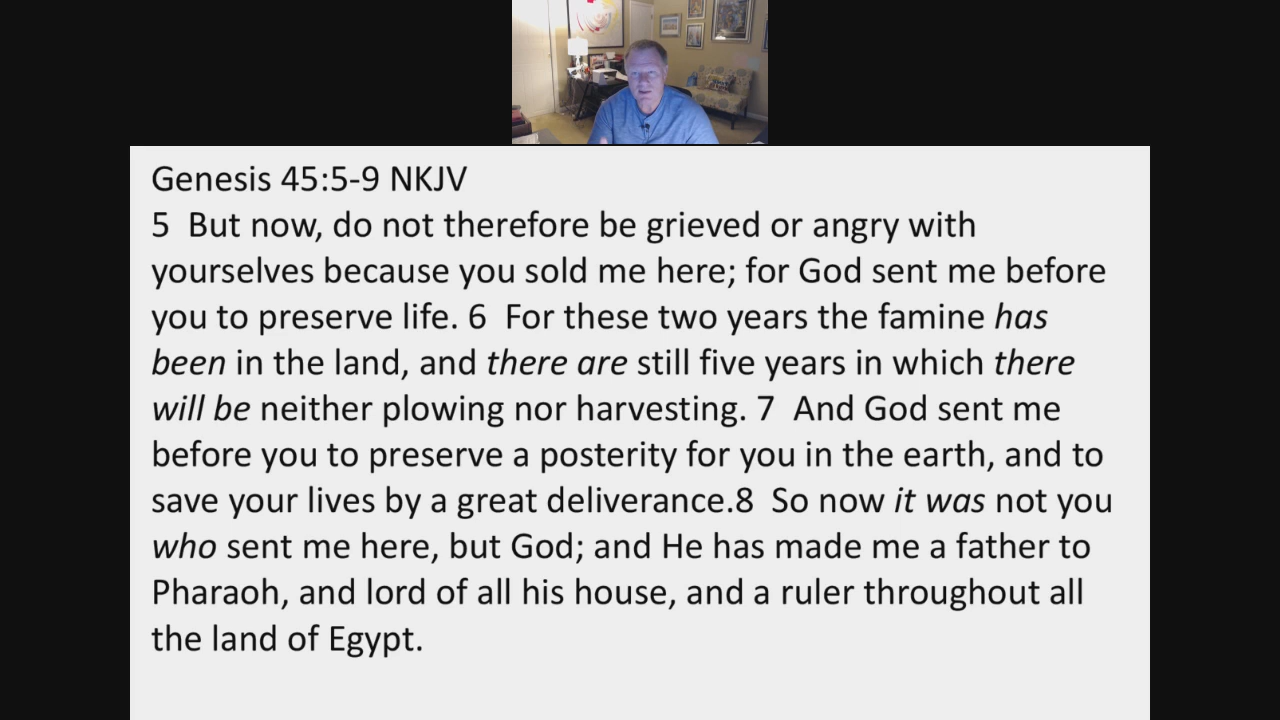 Genesis 45:5-9 NKJV
5  But now, do not therefore be grieved or angry with
yourselves because you sold me here; for God sent me before
you to preserve life. 6  For these two years the famine has
been in the land, and there are still five years in which there
will be neither plowing nor harvesting. 7  And God sent me
before you to preserve a posterity for you in the earth, and to
save your lives by a great deliverance.8  So now it was not you
who sent me here, but God; and He has made me a father to
Pharaoh, and lord of all his house, and a ruler throughout all
the land of Egypt.